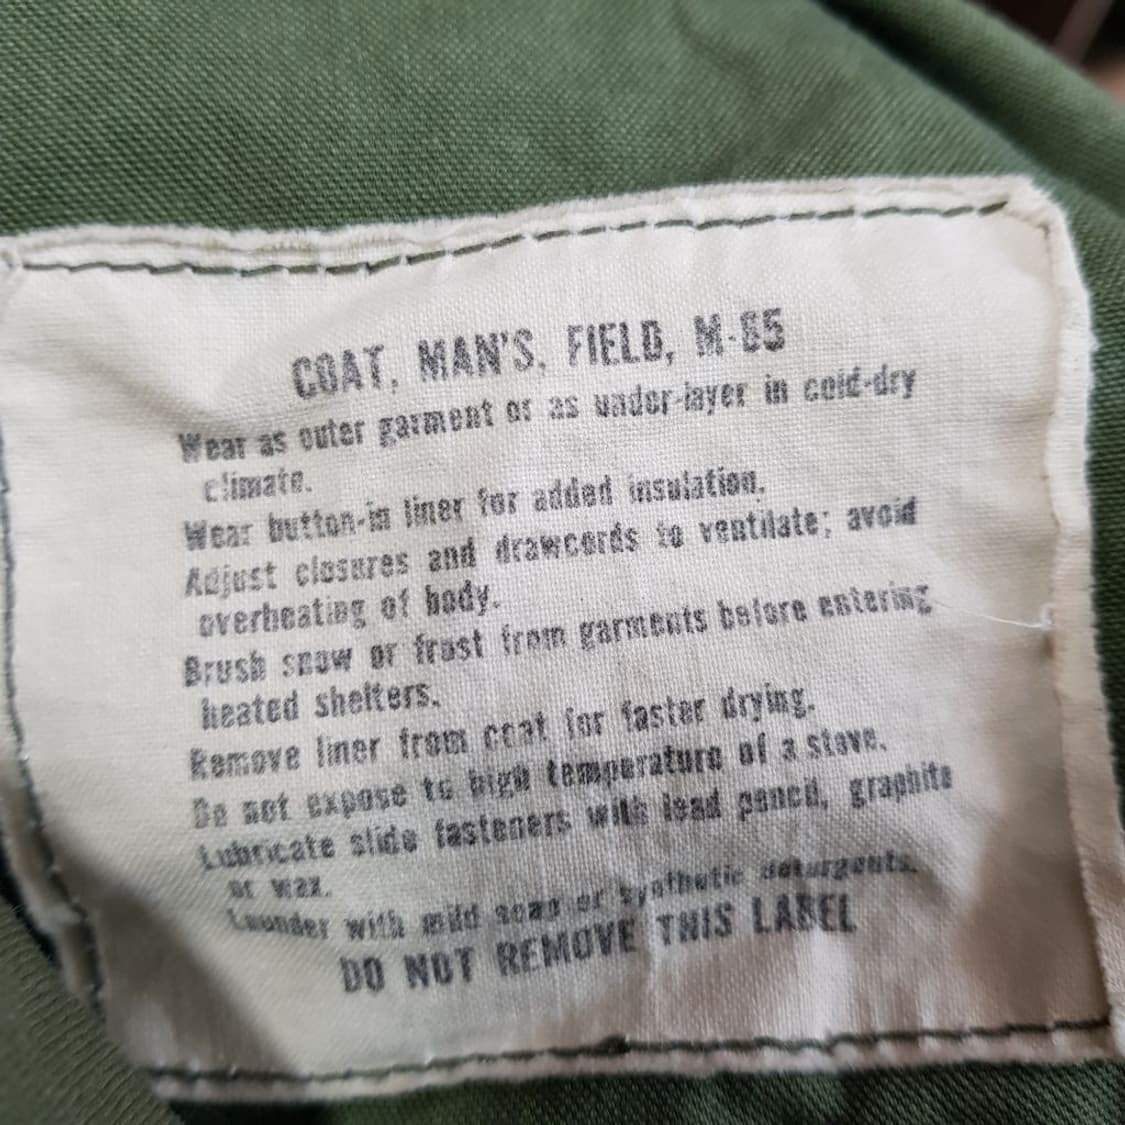 COAT, MAN'S, FIELD, M-65
Wear as outer garment or as under-layer in cold-dry
climate.
Wear button-in liner for added insulation.
Adjust closures and drawcords to ventilate; avoid
overheating of body.
Brush snow or frost from garments before entering
heated shelters.
Remove liner from coat for faster drying.
Do not expose to high temperature of a stove.
Lubricate slide fasteners with lead pencil, graphite
or wax.
Launder with mild soap or synthetic detergents.
DO NOT REMOVE THIS LABEL